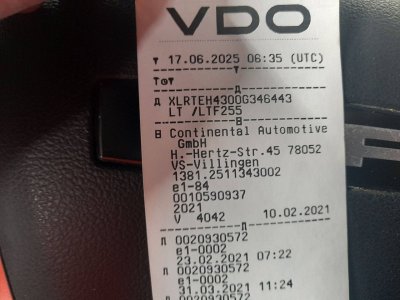 VDO
▼ 17.06.2025 06:35 (UTC)
T⊙▼
XLRTEH4300G346443
LT /LTF255
Continental Automotive
GmbH
H.-Hertz-Str.45 78052
VS-Villingen
1381.2511343002
e1-84
0010590937
2021
V 4042 10.02.2021
0020930572
e1-0002
23.02.2021 07:22
0020930572
e1-0002
31.03.2021 11:24
0020930572